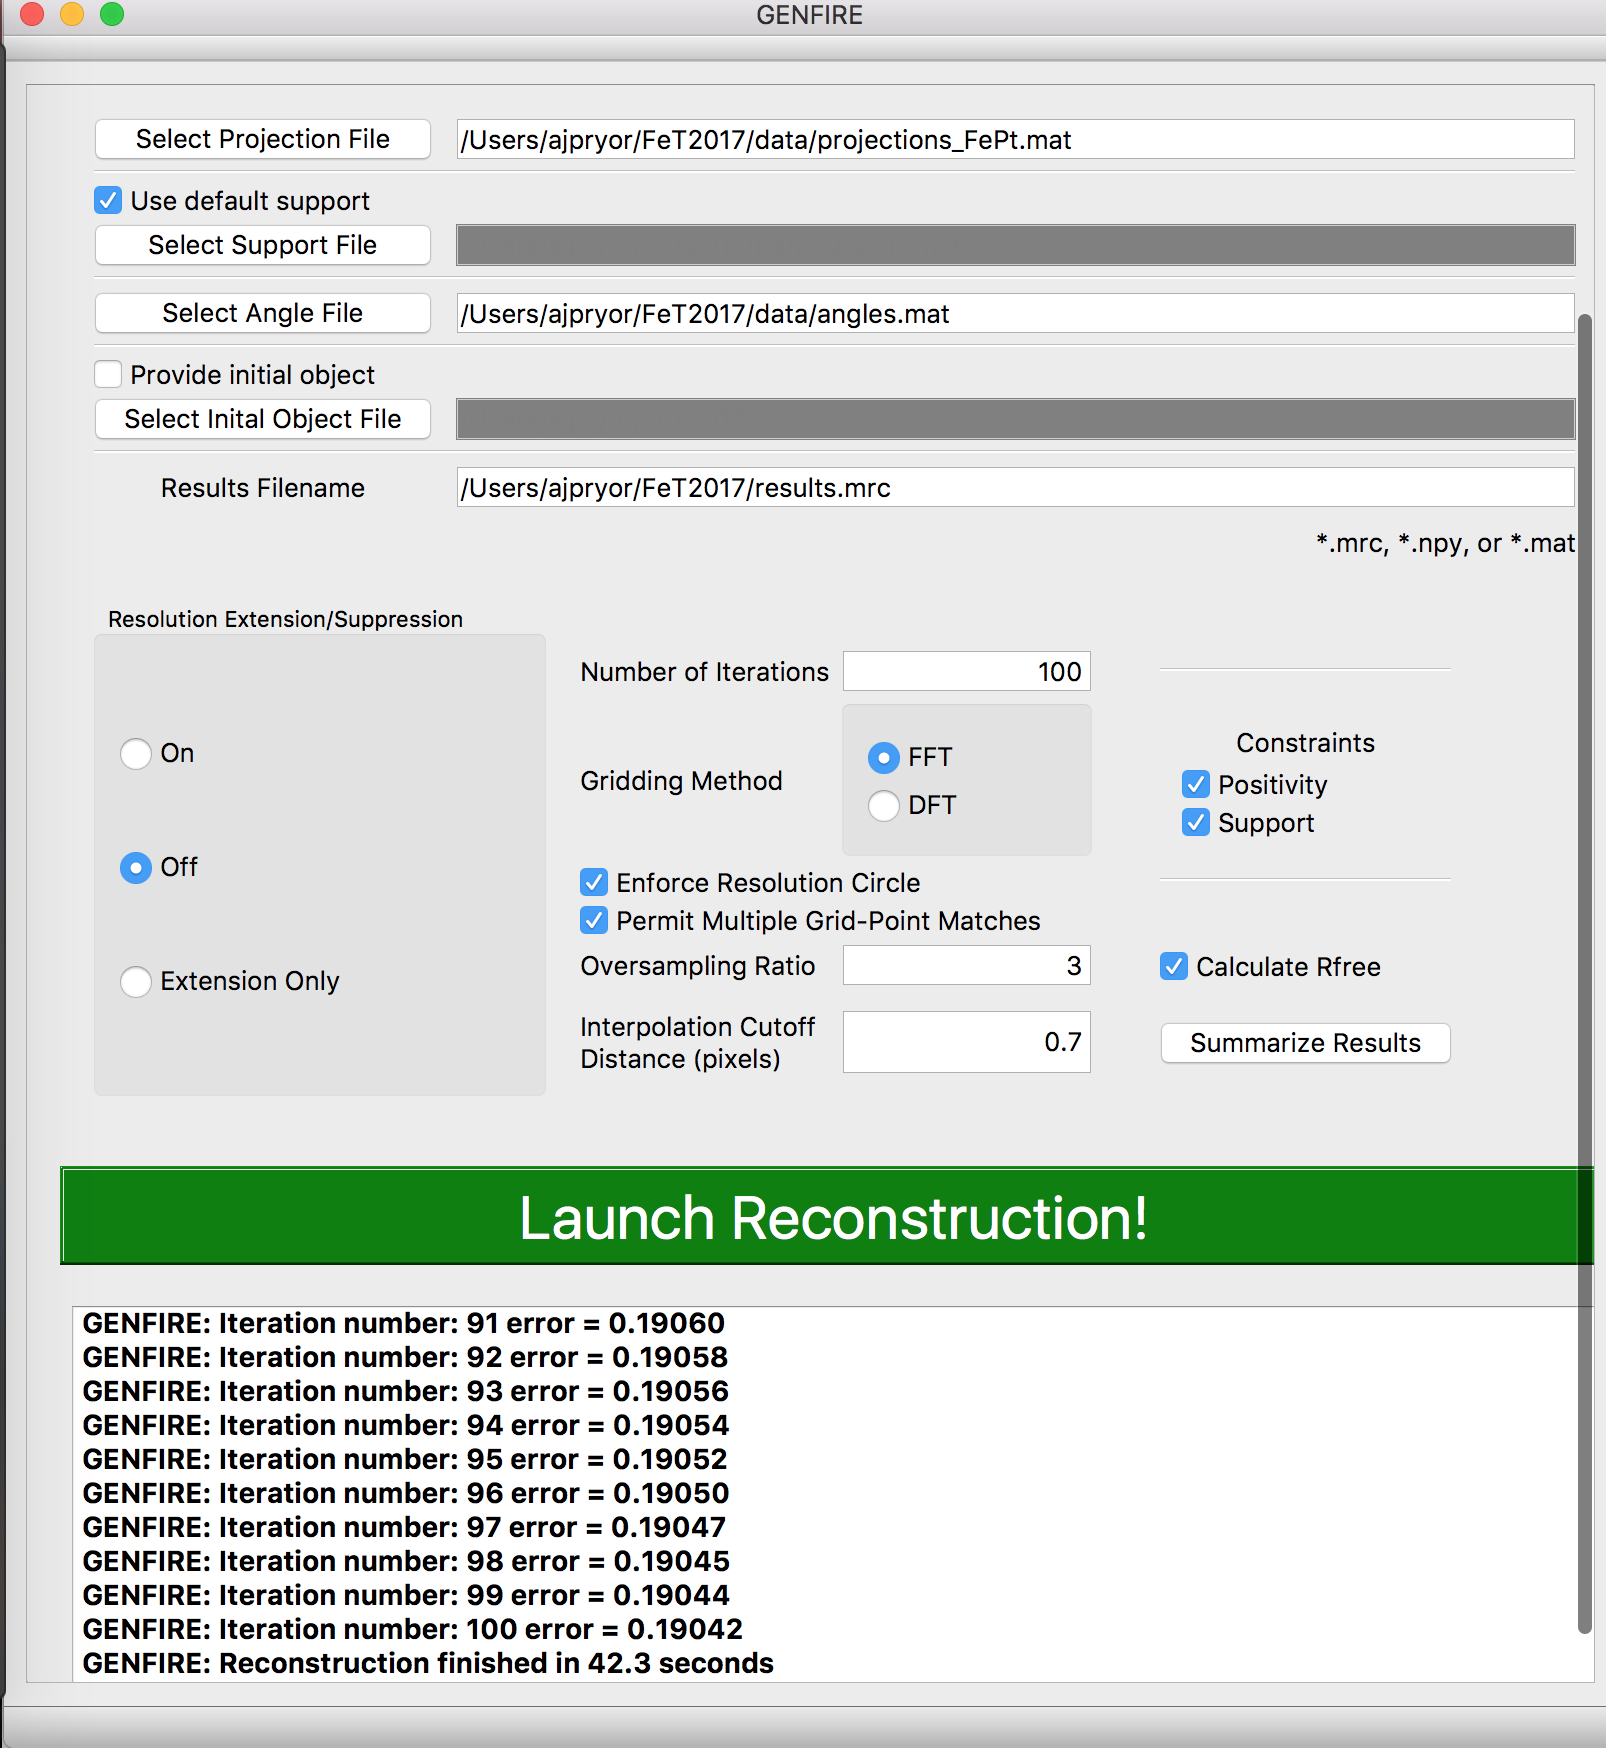 GENFIRE
Select Projection File /Users/ajpryor/FeT2017/data/projections_FePt.mat
Use default support
Select Support File
Select Angle File /Users/ajpryor/FeT2017/data/angles.mat
Provide initial object
Select Inital Object File
Results Filename /Users/ajpryor/FeT2017/results.mrc
*.mrc, *.npy, or *.mat
Resolution Extension/Suppression
On
Off
Extension Only
Number of Iterations 100
Gridding Method
FFT
DFT
Enforce Resolution Circle
Permit Multiple Grid-Point Matches
Oversampling Ratio 3
Interpolation Cutoff
Distance (pixels) 0.7
Constraints
Positivity
Support
Calculate Rfree
Summarize Results
Launch Reconstruction!
GENFIRE: Iteration number: 91 error = 0.19060
GENFIRE: Iteration number: 92 error = 0.19058
GENFIRE: Iteration number: 93 error = 0.19056
GENFIRE: Iteration number: 94 error = 0.19054
GENFIRE: Iteration number: 95 error = 0.19052
GENFIRE: Iteration number: 96 error = 0.19050
GENFIRE: Iteration number: 97 error = 0.19047
GENFIRE: Iteration number: 98 error = 0.19045
GENFIRE: Iteration number: 99 error = 0.19044
GENFIRE: Iteration number: 100 error = 0.19042
GENFIRE: Reconstruction finished in 42.3 seconds